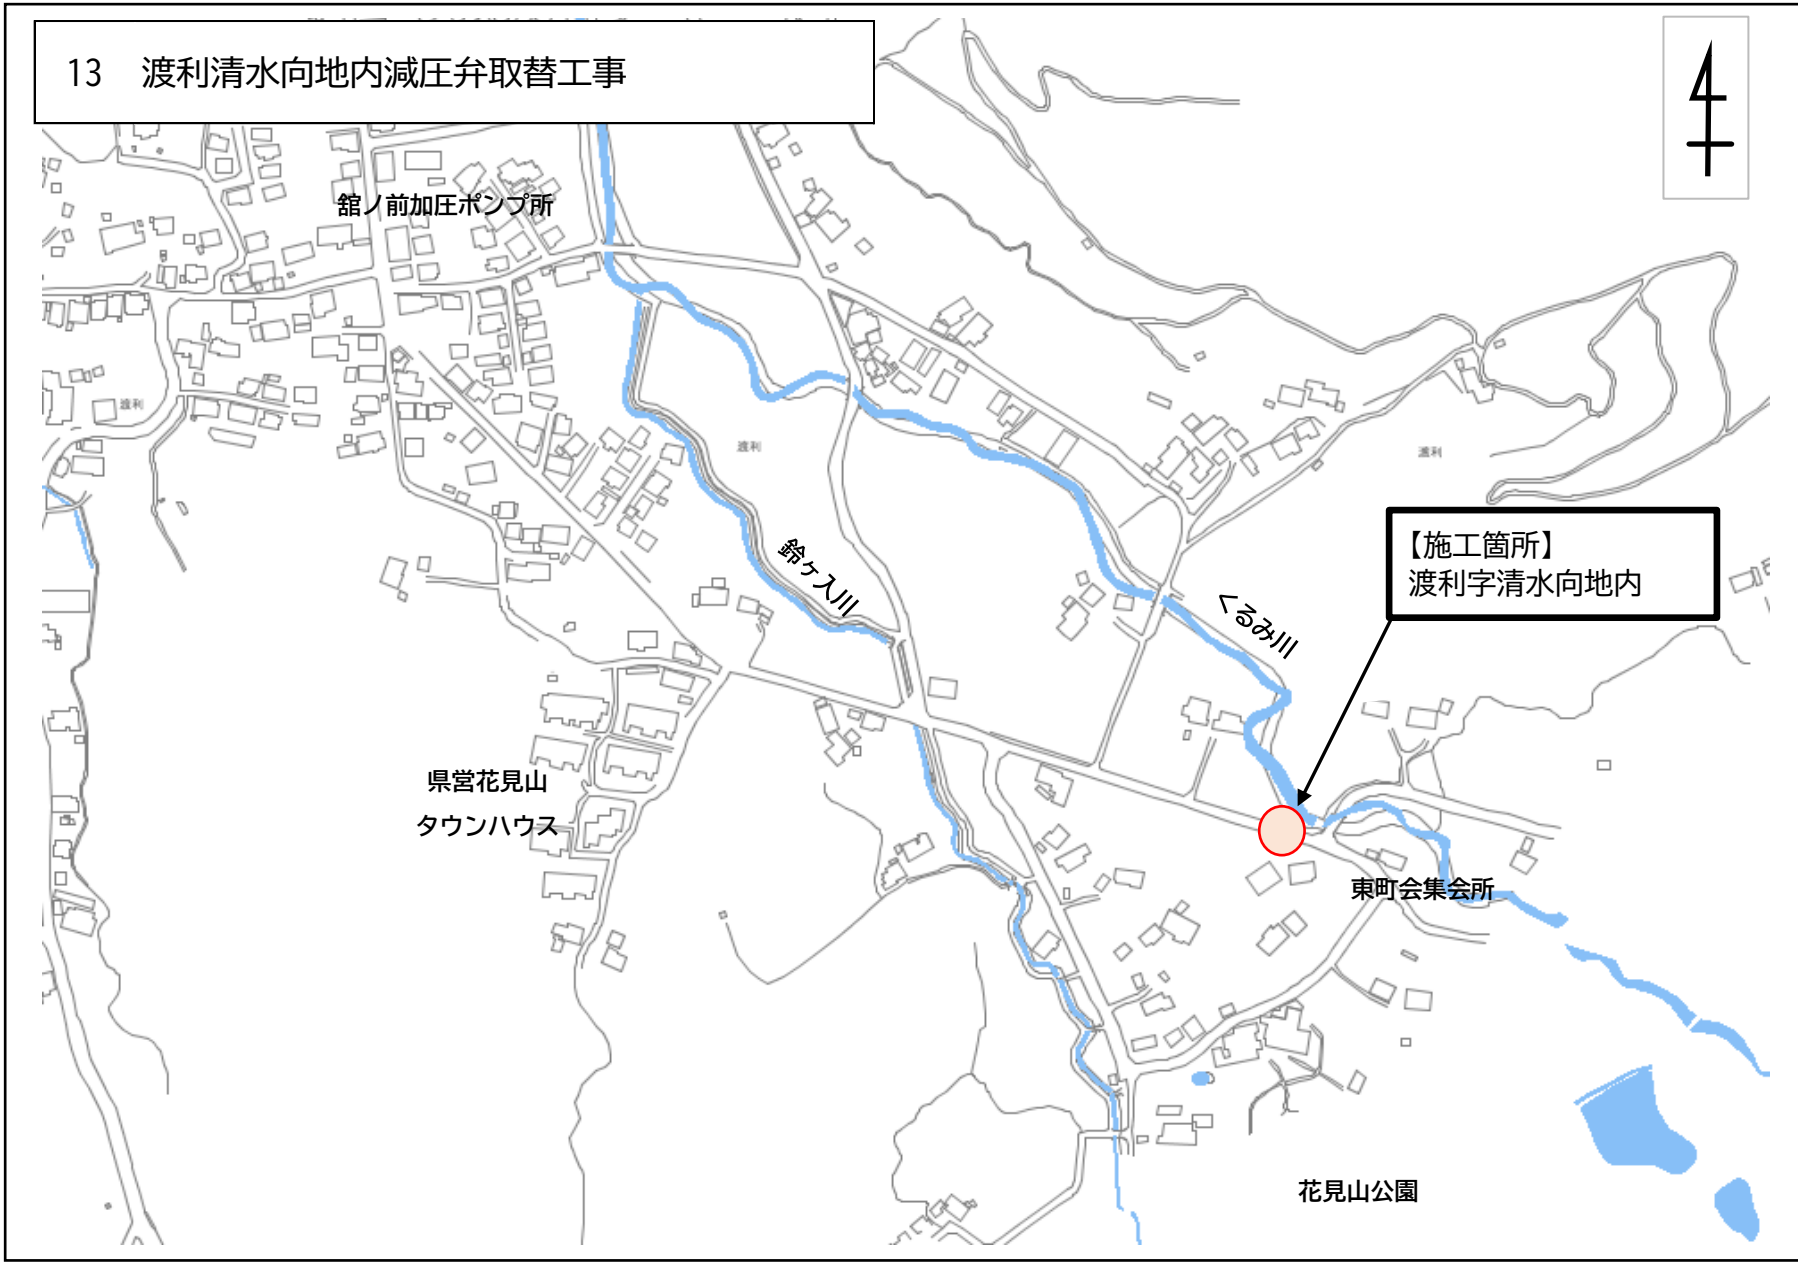 13　渡利清水向地内減圧弁取替工事
舘ノ前加圧ポンプ所
渡利
渡利
渡利
【施工箇所】
渡利字清水向地内
鈴ヶ入川
くるみ川
県営花見山
タウンハウス
東町会集会所
花見山公園